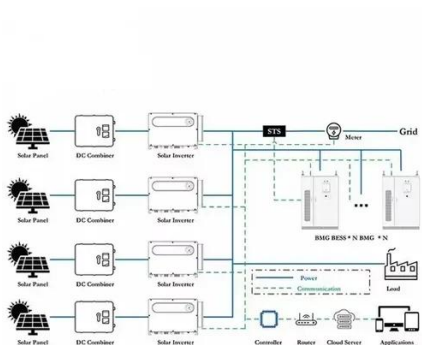 STS
Meter
Grid
Solar Panel
DC Combiner
Solar Inverter
Solar Panel
DC Combiner
Solar Inverter
BMG BESS * N BMG * N
Solar Panel
DC Combiner
Solar Inverter
Power
Communication
Load
Solar Panel
DC Combiner
Solar Inverter
Controller
Router
Cloud Server
Applications